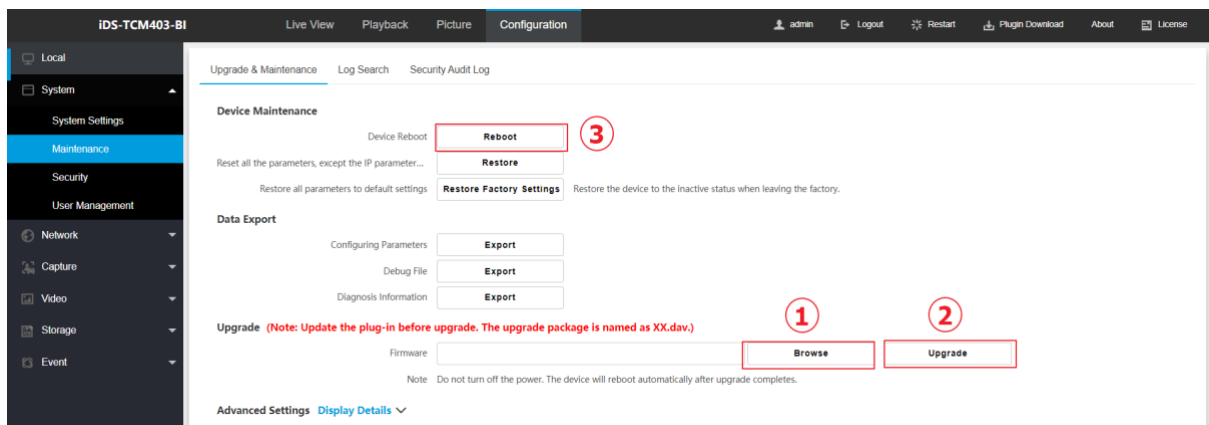 iDS-TCM403-BI Live View Playback Picture Configuration admin Logout Restart Plugin Download About License
Local
System
System Settings
Maintenance
Security
User Management
Network
Capture
Video
Storage
Event
Upgrade & Maintenance Log Search Security Audit Log
Device Maintenance
Device Reboot Reboot 3
Reset all the parameters, except the IP parameter... Restore
Restore all parameters to default settings Restore Factory Settings Restore the device to the inactive status when leaving the factory.
Data Export
Configuring Parameters Export
Debug File Export
Diagnosis Information Export
1 2
Upgrade (Note: Update the plug-in before upgrade. The upgrade package is named as XX.dav.)
Firmware Browse Upgrade
Note Do not turn off the power. The device will reboot automatically after upgrade completes.
Advanced Settings Display Details